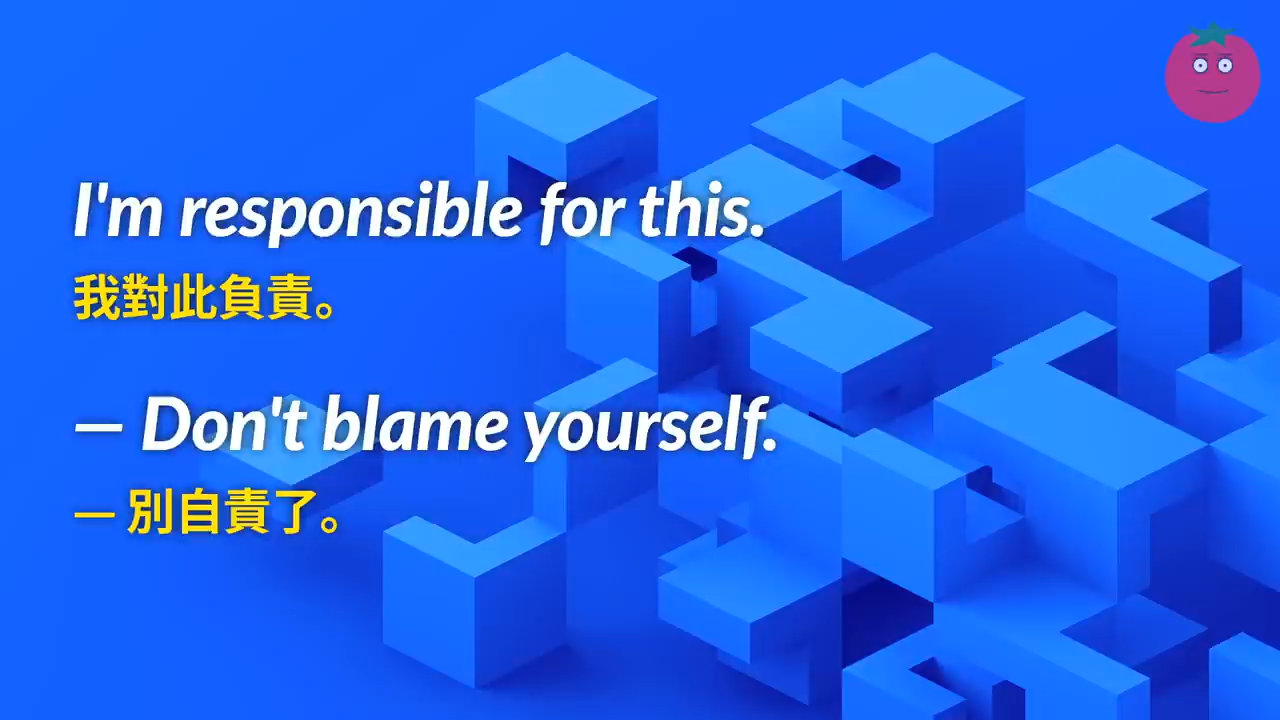 I'm responsible for this.
我對此負責。
— Don't blame yourself.
— 別自責了。